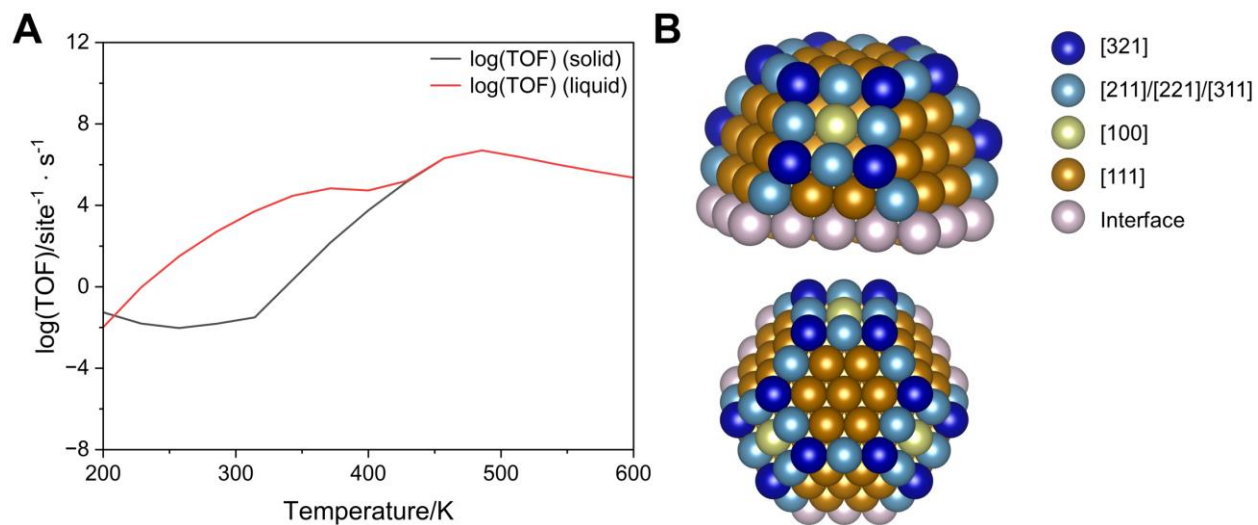 A
log(TOF)/site⁻¹ · s⁻¹
12
8
4
0
−4
−8
200
300
400
500
600
Temperature/K
log(TOF) (solid)
log(TOF) (liquid)
B
[321]
[211]/[221]/[311]
[100]
[111]
Interface